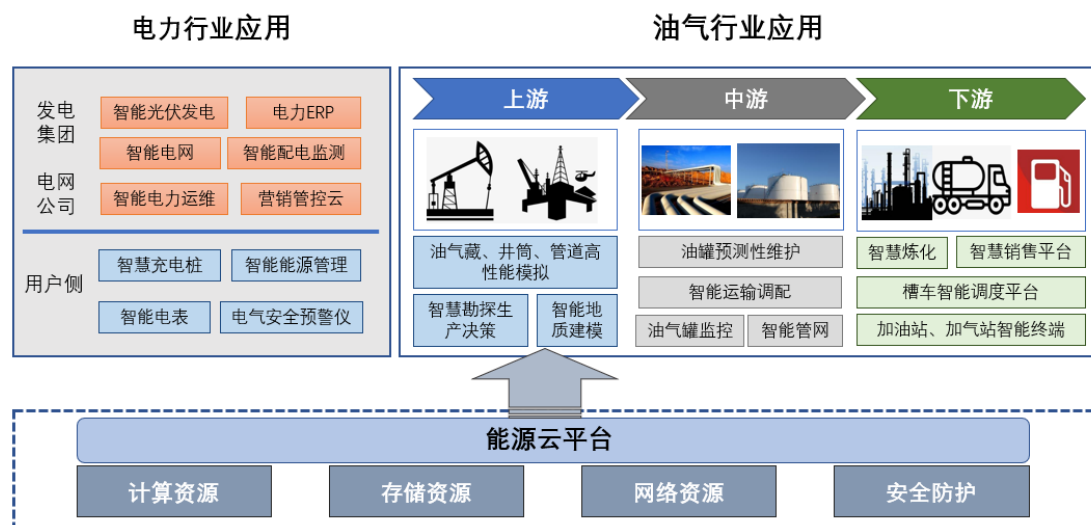 电力行业应用
油气行业应用
发电
集团
智能光伏发电
电力ERP
智能电网
智能配电监测
电网
公司
智能电力运维
营销管控云
用户侧
智慧充电桩
智能能源管理
智能电表
电气安全预警仪
上游
中游
下游
油气藏、井筒、管道高
性能模拟
智慧勘探生
产决策
智能地
质建模
油罐预测性维护
智能运输调配
油气罐监控
智能管网
智慧炼化
智慧销售平台
槽车智能调度平台
加油站、加气站智能终端
能源云平台
计算资源
存储资源
网络资源
安全防护